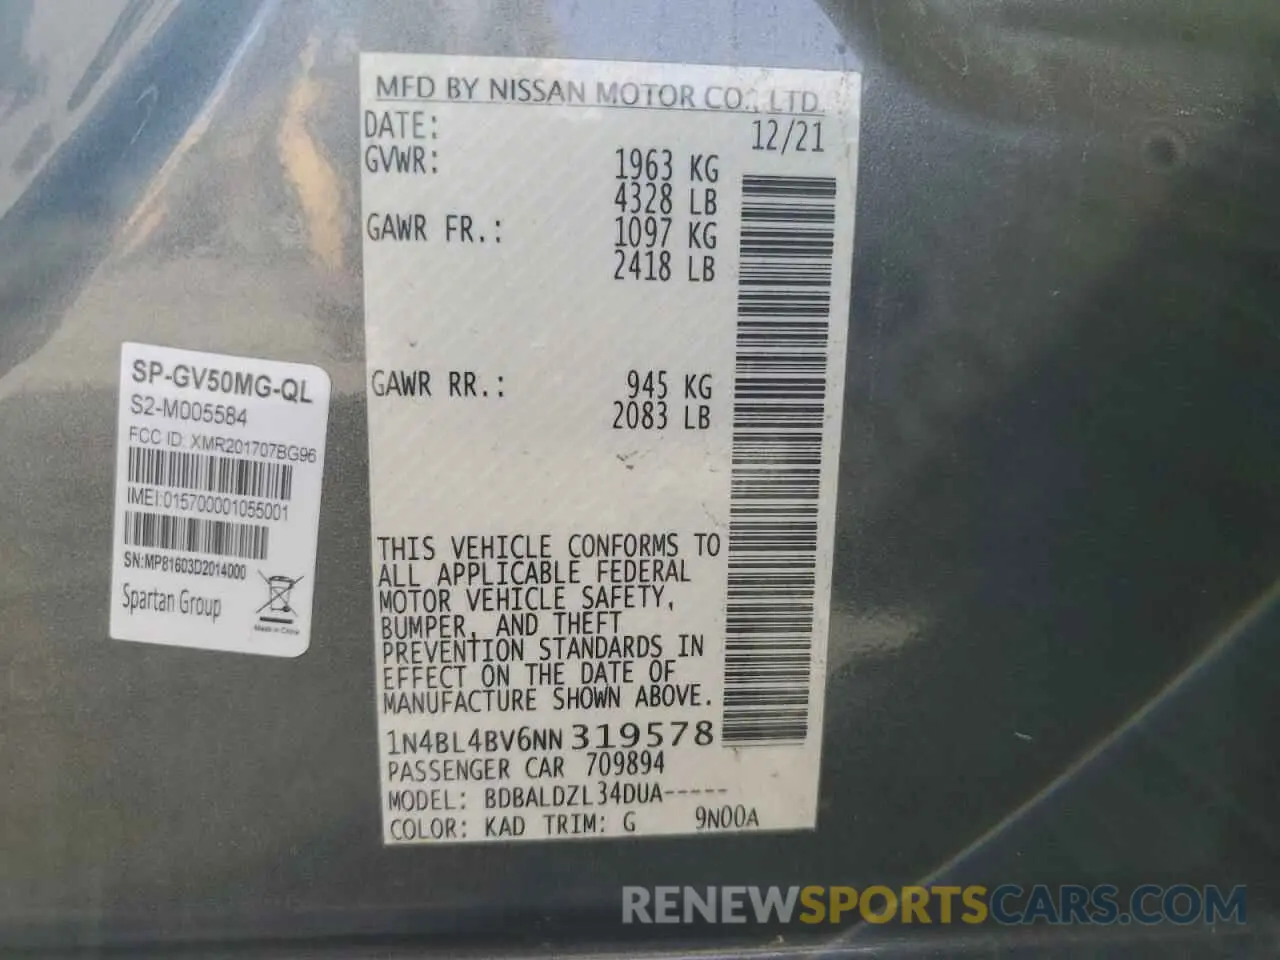 MFD BY NISSAN MOTOR CO., LTD.
DATE: 12/21
GVWR: 1963 KG
4328 LB
GAWR FR.: 1097 KG
2418 LB
GAWR RR.: 945 KG
2083 LB
THIS VEHICLE CONFORMS TO
ALL APPLICABLE FEDERAL
MOTOR VEHICLE SAFETY,
BUMPER, AND THEFT
PREVENTION STANDARDS IN
EFFECT ON THE DATE OF
MANUFACTURE SHOWN ABOVE.
1N4BL4BV6NN319578
PASSENGER CAR 709894
MODEL: BDBALDZL34DUA-----
COLOR: KAD TRIM: G 9N00A
SP-GV50MG-QL
S2-M005584
FCC ID: XMR201707BG96
IMEI:015700001055001
SN:MP81603D2014000
Spartan Group
Made in China
RENEWSPORTSCARS.COM